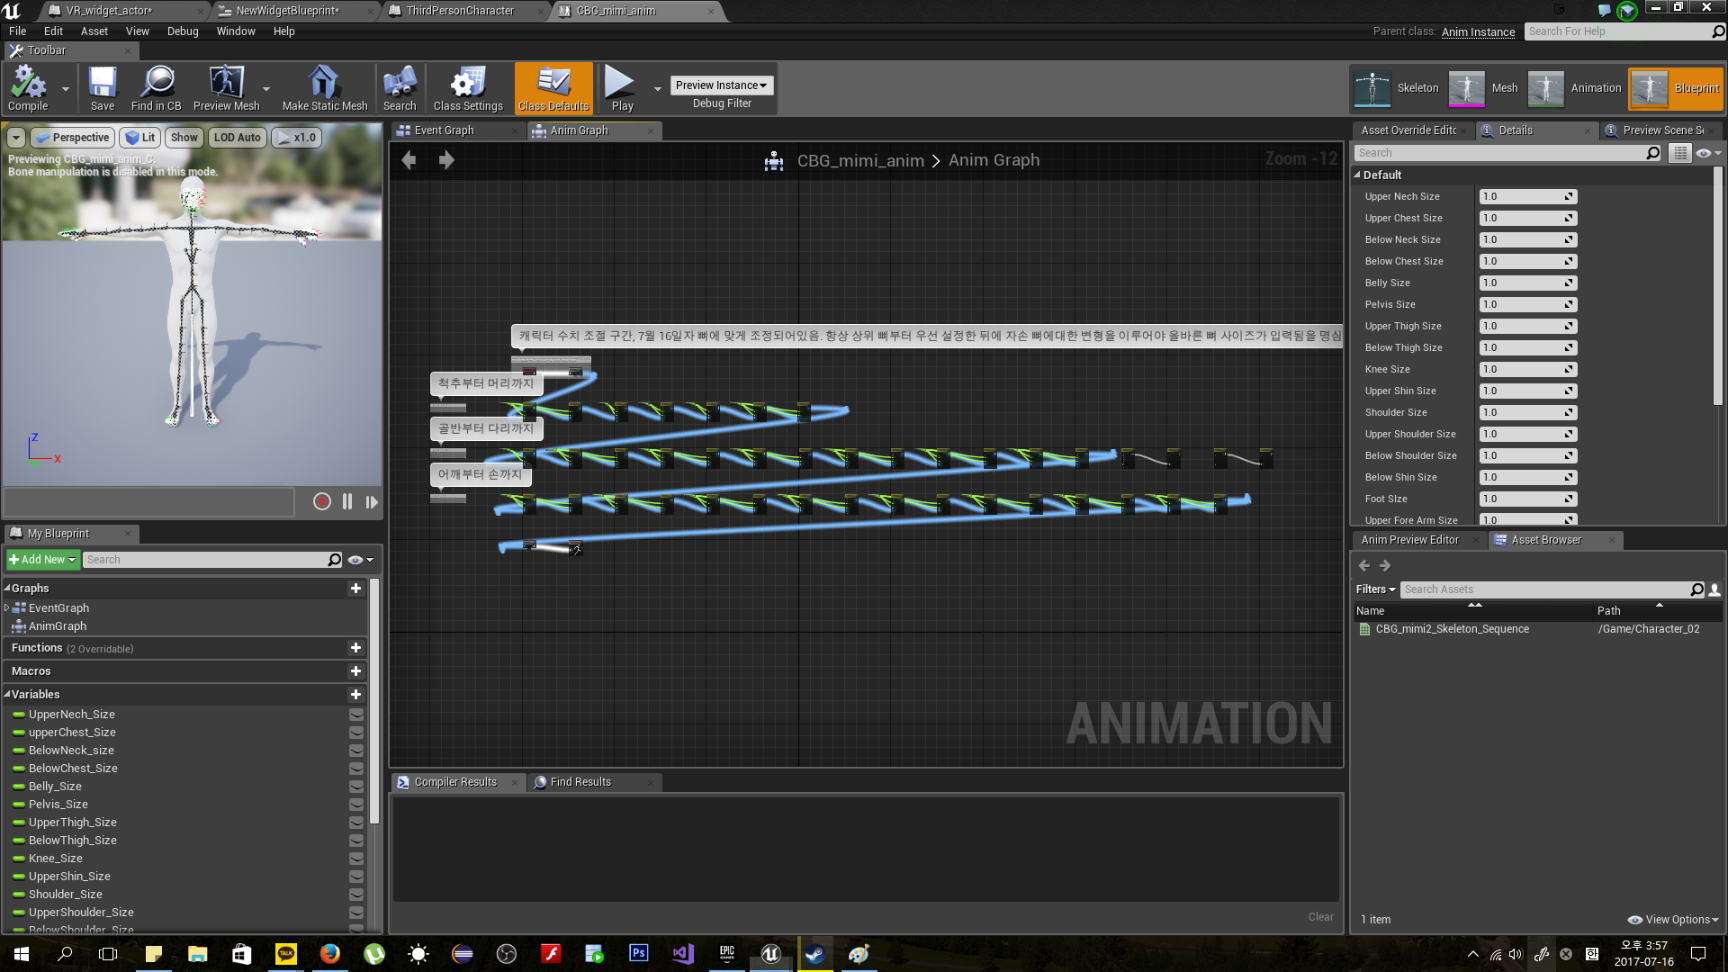 VR_widget_actor*
NewWidgetBlueprint*
ThirdPersonCharacter
CBG_mimi_anim
File Edit Asset View Debug Window Help
Parent class: Anim Instance
Search For Help
Toolbar
Compile
Save
Find in CB
Preview Mesh
Make Static Mesh
Search
Class Settings
Class Defaults
Play
Preview Instance
Debug Filter
Skeleton
Mesh
Animation
Blueprint
Perspective
Lit
Show
LOD Auto
x1.0
Previewing CBG_mimi_anim_C.
Bone manipulation is disabled in this mode.
Z
X
Event Graph
Anim Graph
CBG_mimi_anim > Anim Graph
Zoom -12
캐릭터 수치 조절 구간, 7월 16일자 뼈에 맞게 조정되어있음. 항상 상위 뼈부터 우선 설정한 뒤에 자손 뼈에대한 변형을 이루어야 올바른 뼈 사이즈가 입력됨을 명심
척추부터 머리까지
골반부터 다리까지
어깨부터 손까지
ANIMATION
My Blueprint
Add New
Search
Graphs
EventGraph
AnimGraph
Functions (2 Overridable)
Macros
Variables
UpperNech_Size
upperChest_Size
BelowNeck_size
BelowChest_Size
Belly_Size
Pelvis_Size
UpperThigh_Size
BelowThigh_Size
Knee_Size
UpperShin_Size
Shoulder_Size
UpperShoulder_Size
BelowShoulder_Size
Compiler Results
Find Results
Clear
Asset Override Edito
Details
Preview Scene S
Search
Default
Upper Nech Size 1.0
Upper Chest Size 1.0
Below Neck Size 1.0
Below Chest Size 1.0
Belly Size 1.0
Pelvis Size 1.0
Upper Thigh Size 1.0
Below Thigh Size 1.0
Knee Size 1.0
Upper Shin Size 1.0
Shoulder Size 1.0
Upper Shoulder Size 1.0
Below Shoulder Size 1.0
Below Shin Size 1.0
Foot SIze 1.0
Upper Fore Arm Size 1.0
Anim Preview Editor
Asset Browser
Filters
Search Assets
Name
Path
CBG_mimi2_Skeleton_Sequence
/Game/Character_02
1 item
View Options
TALK
Ps
EPIC GAMES
오후 3:57
2017-07-16